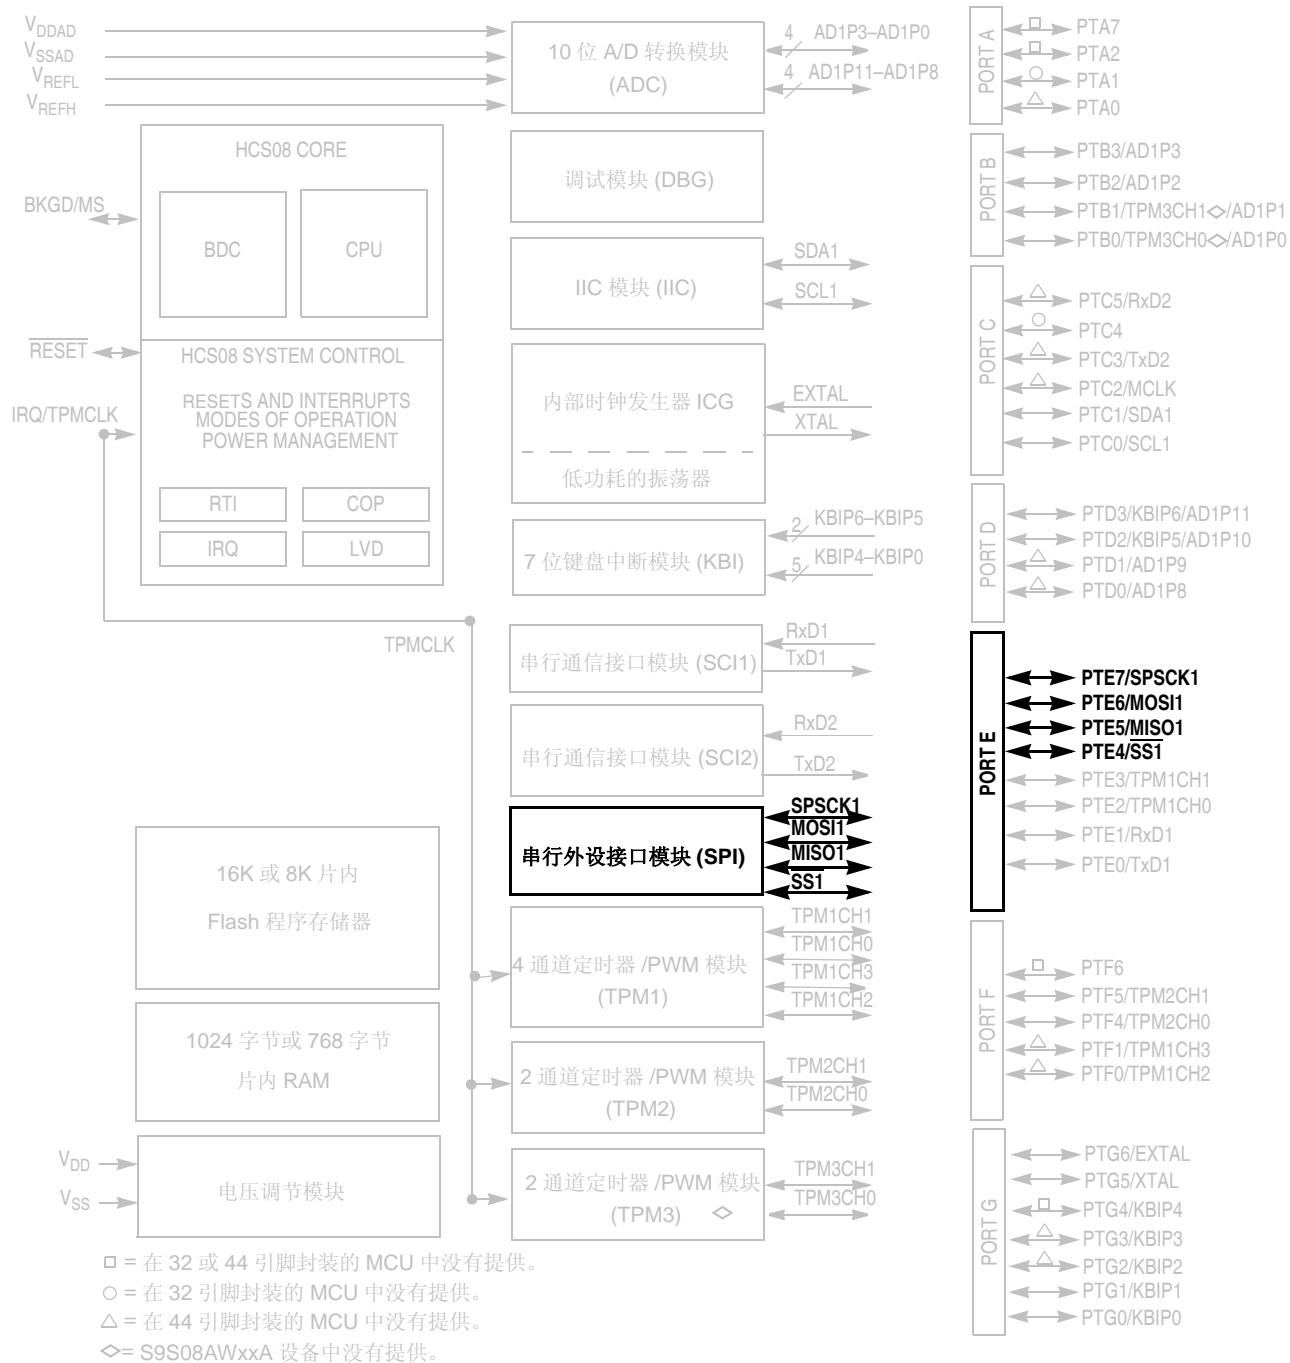 VDDAD
VSSAD
VREFL
VREFH
10 位 A/D 转换模块
(ADC)
4 AD1P3–AD1P0
4 AD1P11–AD1P8
HCS08 CORE
BDC
CPU
BKGD/MS
RESET
HCS08 SYSTEM CONTROL
RESETS AND INTERRUPTS
MODES OF OPERATION
POWER MANAGEMENT
IRQ/TPMCLK
RTI
COP
IRQ
LVD
TPMCLK
调试模块 (DBG)
IIC 模块 (IIC)
SDA1
SCL1
内部时钟发生器 ICG
低功耗的振荡器
EXTAL
XTAL
7 位键盘中断模块 (KBI)
2 KBIP6–KBIP5
5 KBIP4–KBIP0
串行通信接口模块 (SCI1)
RxD1
TxD1
串行通信接口模块 (SCI2)
RxD2
TxD2
串行外设接口模块 (SPI)
SPSCK1
MOSI1
MISO1
SS1
4 通道定时器 /PWM 模块
(TPM1)
TPM1CH1
TPM1CH0
TPM1CH3
TPM1CH2
2 通道定时器 /PWM 模块
(TPM2)
TPM2CH1
TPM2CH0
2 通道定时器 /PWM 模块
(TPM3)
TPM3CH1
TPM3CH0
16K 或 8K 片内
Flash 程序存储器
1024 字节或 768 字节
片内 RAM
VDD
VSS
电压调节模块
PORT A
PTA7
PTA2
PTA1
PTA0
PORT B
PTB3/AD1P3
PTB2/AD1P2
PTB1/TPM3CH1◇/AD1P1
PTB0/TPM3CH0◇/AD1P0
PORT C
PTC5/RxD2
PTC4
PTC3/TxD2
PTC2/MCLK
PTC1/SDA1
PTC0/SCL1
PORT D
PTD3/KBIP6/AD1P11
PTD2/KBIP5/AD1P10
PTD1/AD1P9
PTD0/AD1P8
PORT E
PTE7/SPSCK1
PTE6/MOSI1
PTE5/MISO1
PTE4/SS1
PTE3/TPM1CH1
PTE2/TPM1CH0
PTE1/RxD1
PTE0/TxD1
PORT F
PTF6
PTF5/TPM2CH1
PTF4/TPM2CH0
PTF1/TPM1CH3
PTF0/TPM1CH2
PORT G
PTG6/EXTAL
PTG5/XTAL
PTG4/KBIP4
PTG3/KBIP3
PTG2/KBIP2
PTG1/KBIP1
PTG0/KBIP0
□ = 在 32 或 44 引脚封装的 MCU 中没有提供。
○ = 在 32 引脚封装的 MCU 中没有提供。
△ = 在 44 引脚封装的 MCU 中没有提供。
◇= S9S08AWxxA 设备中没有提供。